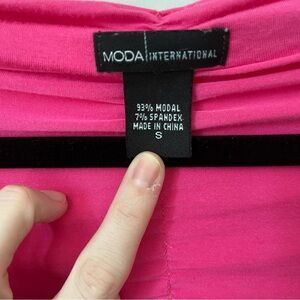 MODA INTERNATIONAL
93% MODAL
7% SPANDEX
MADE IN CHINA
S